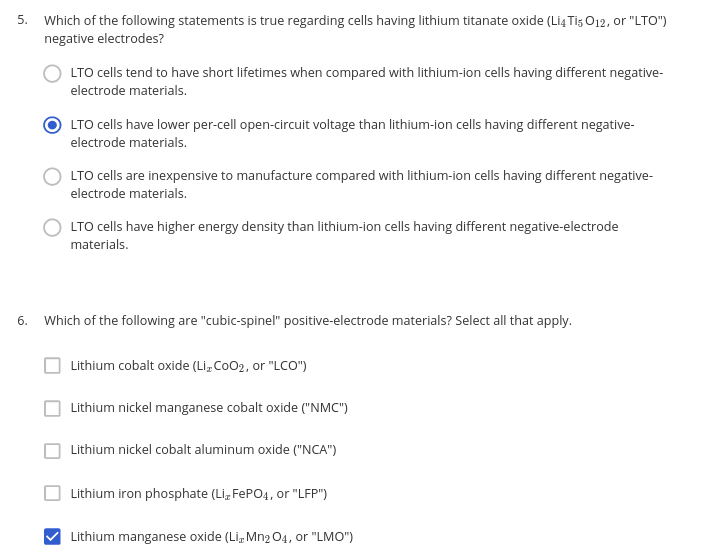 5. Which of the following statements is true regarding cells having lithium titanate oxide (Li₄Ti₅O₁₂, or "LTO")
negative electrodes?
LTO cells tend to have short lifetimes when compared with lithium-ion cells having different negative-
electrode materials.
LTO cells have lower per-cell open-circuit voltage than lithium-ion cells having different negative-
electrode materials.
LTO cells are inexpensive to manufacture compared with lithium-ion cells having different negative-
electrode materials.
LTO cells have higher energy density than lithium-ion cells having different negative-electrode
materials.
6. Which of the following are "cubic-spinel" positive-electrode materials? Select all that apply.
Lithium cobalt oxide (LiₓCoO₂, or "LCO")
Lithium nickel manganese cobalt oxide ("NMC")
Lithium nickel cobalt aluminum oxide ("NCA")
Lithium iron phosphate (LiₓFePO₄, or "LFP")
Lithium manganese oxide (LiₓMn₂O₄, or "LMO")